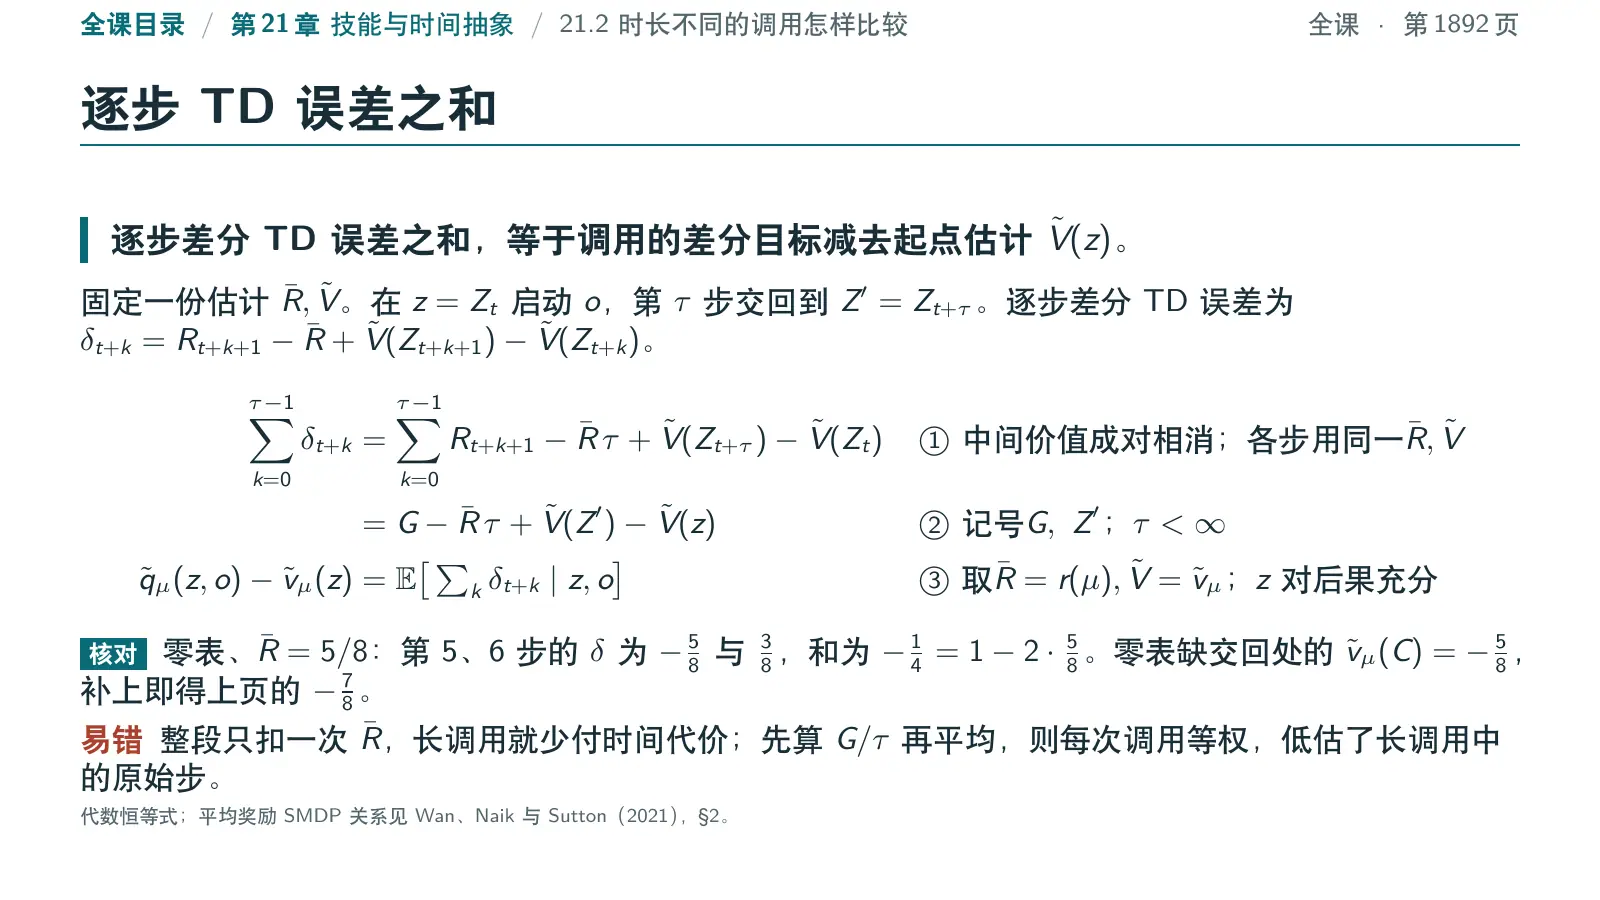 全课目录 / 第21章 技能与时间抽象 / 21.2 时长不同的调用怎样比较 全课 · 第1892页
逐步 TD 误差之和
逐步差分 TD 误差之和，等于调用的差分目标减去起点估计 Ṽ(z)。
固定一份估计 R̄, Ṽ。在 z = Z_t 启动 o，第 τ 步交回到 Z′ = Z_{t+τ}。逐步差分 TD 误差为
δ_{t+k} = R_{t+k+1} − R̄ + Ṽ(Z_{t+k+1}) − Ṽ(Z_{t+k})。
∑_{k=0}^{τ−1} δ_{t+k} = ∑_{k=0}^{τ−1} R_{t+k+1} − R̄τ + Ṽ(Z_{t+τ}) − Ṽ(Z_t) ① 中间价值成对相消；各步用同一R̄, Ṽ
= G − R̄τ + Ṽ(Z′) − Ṽ(z) ② 记号G, Z′；τ < ∞
q̃_μ(z, o) − ṽ_μ(z) = 𝔼[∑_k δ_{t+k} | z, o] ③ 取R̄ = r(μ), Ṽ = ṽ_μ；z 对后果充分
核对 零表、R̄ = 5/8：第 5、6 步的 δ 为 −5/8 与 3/8，和为 −1/4 = 1 − 2 · 5/8。零表缺交回处的 ṽ_μ(C) = −5/8，
补上即得上页的 −7/8。
易错 整段只扣一次 R̄，长调用就少付时间代价；先算 G/τ 再平均，则每次调用等权，低估了长调用中
的原始步。
代数恒等式；平均奖励 SMDP 关系见 Wan、Naik 与 Sutton (2021)，§2。